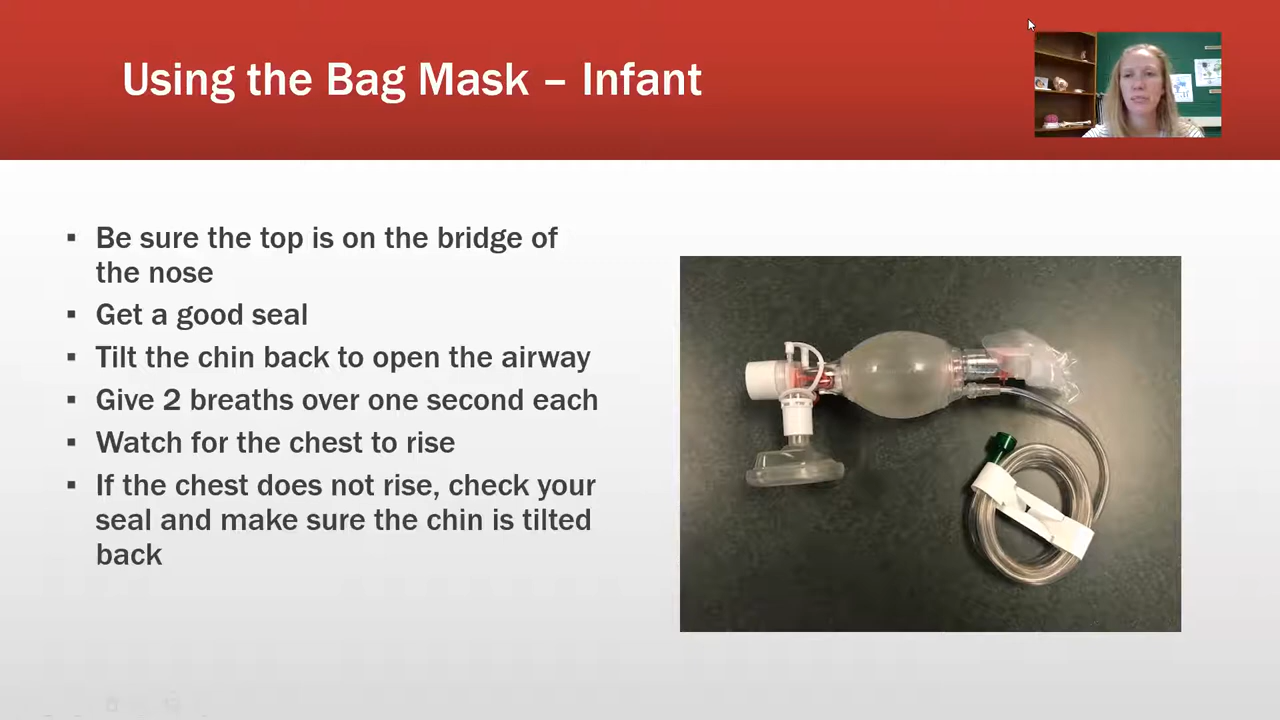 Using the Bag Mask – Infant
▪ Be sure the top is on the bridge of
the nose
▪ Get a good seal
▪ Tilt the chin back to open the airway
▪ Give 2 breaths over one second each
▪ Watch for the chest to rise
▪ If the chest does not rise, check your
seal and make sure the chin is tilted
back